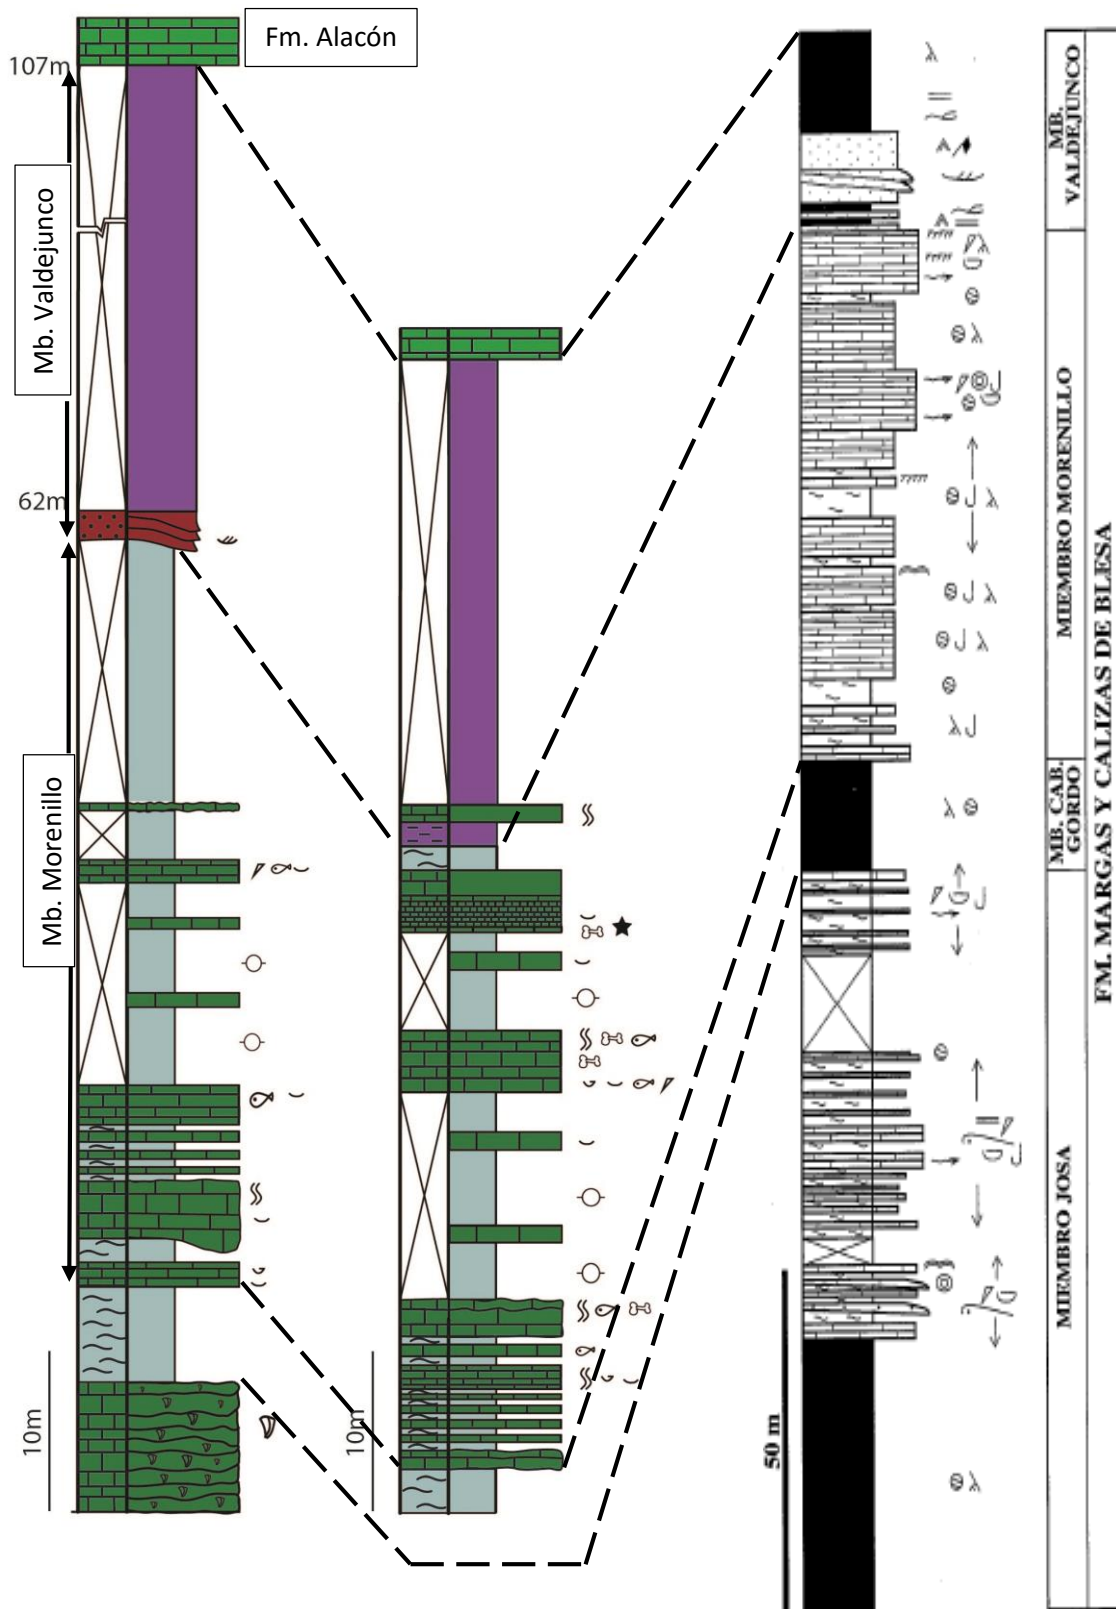 Fm. Alacón
107m
Mb. Valdejunco
62m
Mb. Morenillo
10m
10m
50 m
MB.
VALDEJUNCO
MIEMBRO MORENILLO
MB. CAB.
GORDO
MIEMBRO JOSA
FM. MARGAS Y CALIZAS DE BLESA